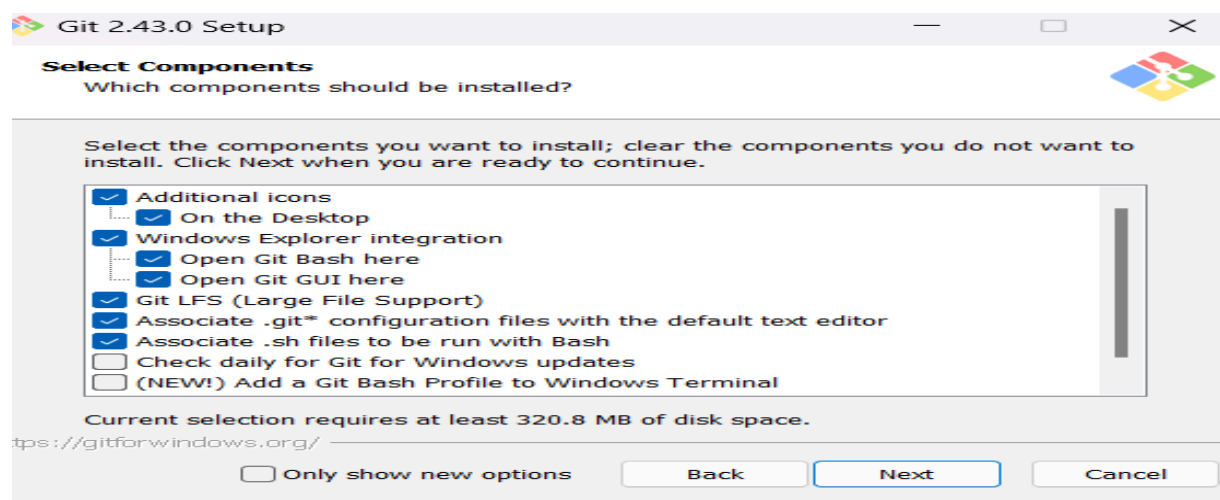 Git 2.43.0 Setup
Select Components
Which components should be installed?
Select the components you want to install; clear the components you do not want to
install. Click Next when you are ready to continue.
Additional icons
On the Desktop
Windows Explorer integration
Open Git Bash here
Open Git GUI here
Git LFS (Large File Support)
Associate .git* configuration files with the default text editor
Associate .sh files to be run with Bash
Check daily for Git for Windows updates
(NEW!) Add a Git Bash Profile to Windows Terminal
Current selection requires at least 320.8 MB of disk space.
tps://gitforwindows.org/
Only show new options Back Next Cancel